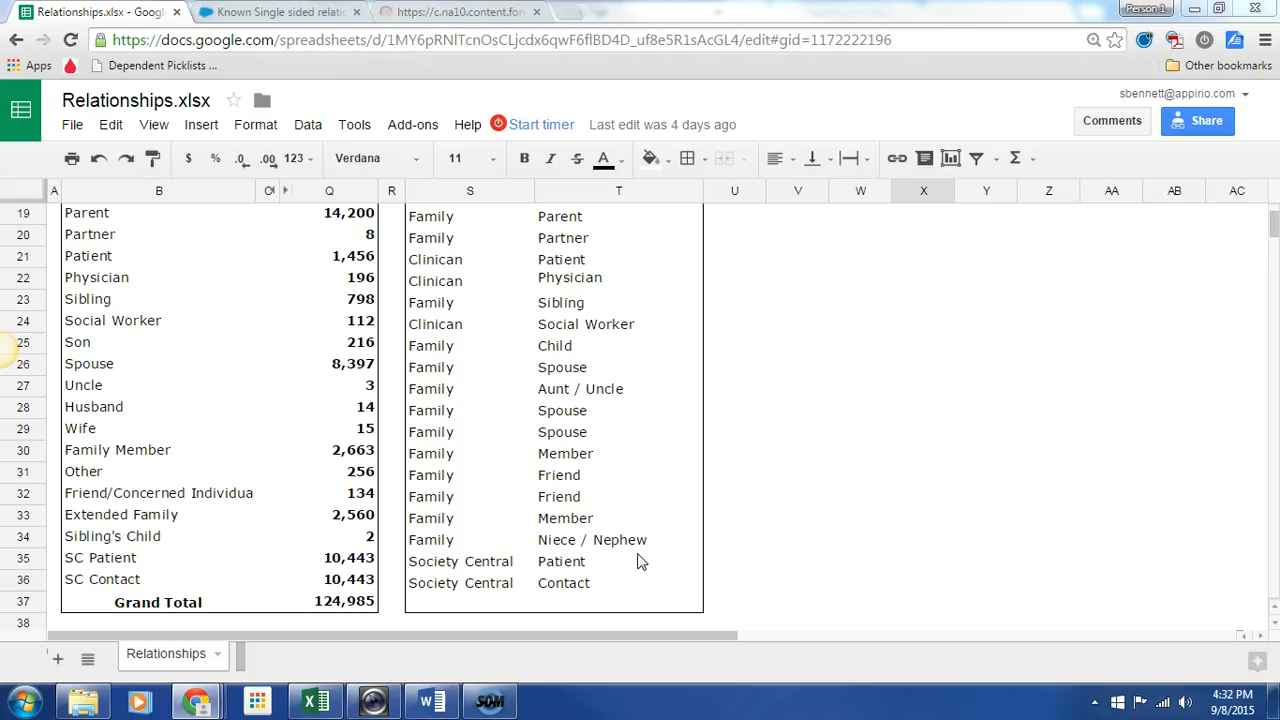 Relationships.xlsx - Goog
Known Single sided relati
https://c.na10.content.for
Person 1
https://docs.google.com/spreadsheets/d/1MY6pRNlTcnOsCLjcdx6qwF6flBD4D_uf8e5R1sAcGL4/edit#gid=1172222196
Apps
Dependent Picklists ...
Other bookmarks
Relationships.xlsx
sbennett@appirio.com
File Edit View Insert Format Data Tools Add-ons Help Start timer Last edit was 4 days ago
Comments Share
$ % .0 .00 123 Verdana 11 B I S A Σ
A B Q R S T U V W X Y Z AA AB AC
19 Parent 14,200 Family Parent
20 Partner 8 Family Partner
21 Patient 1,456 Clinican Patient
22 Physician 196 Clinican Physician
23 Sibling 798 Family Sibling
24 Social Worker 112 Clinican Social Worker
25 Son 216 Family Child
26 Spouse 8,397 Family Spouse
27 Uncle 3 Family Aunt / Uncle
28 Husband 14 Family Spouse
29 Wife 15 Family Spouse
30 Family Member 2,663 Family Member
31 Other 256 Family Friend
32 Friend/Concerned Individua 134 Family Friend
33 Extended Family 2,560 Family Member
34 Sibling's Child 2 Family Niece / Nephew
35 SC Patient 10,443 Society Central Patient
36 SC Contact 10,443 Society Central Contact
37 Grand Total 124,985
38
Relationships
4:32 PM
9/8/2015